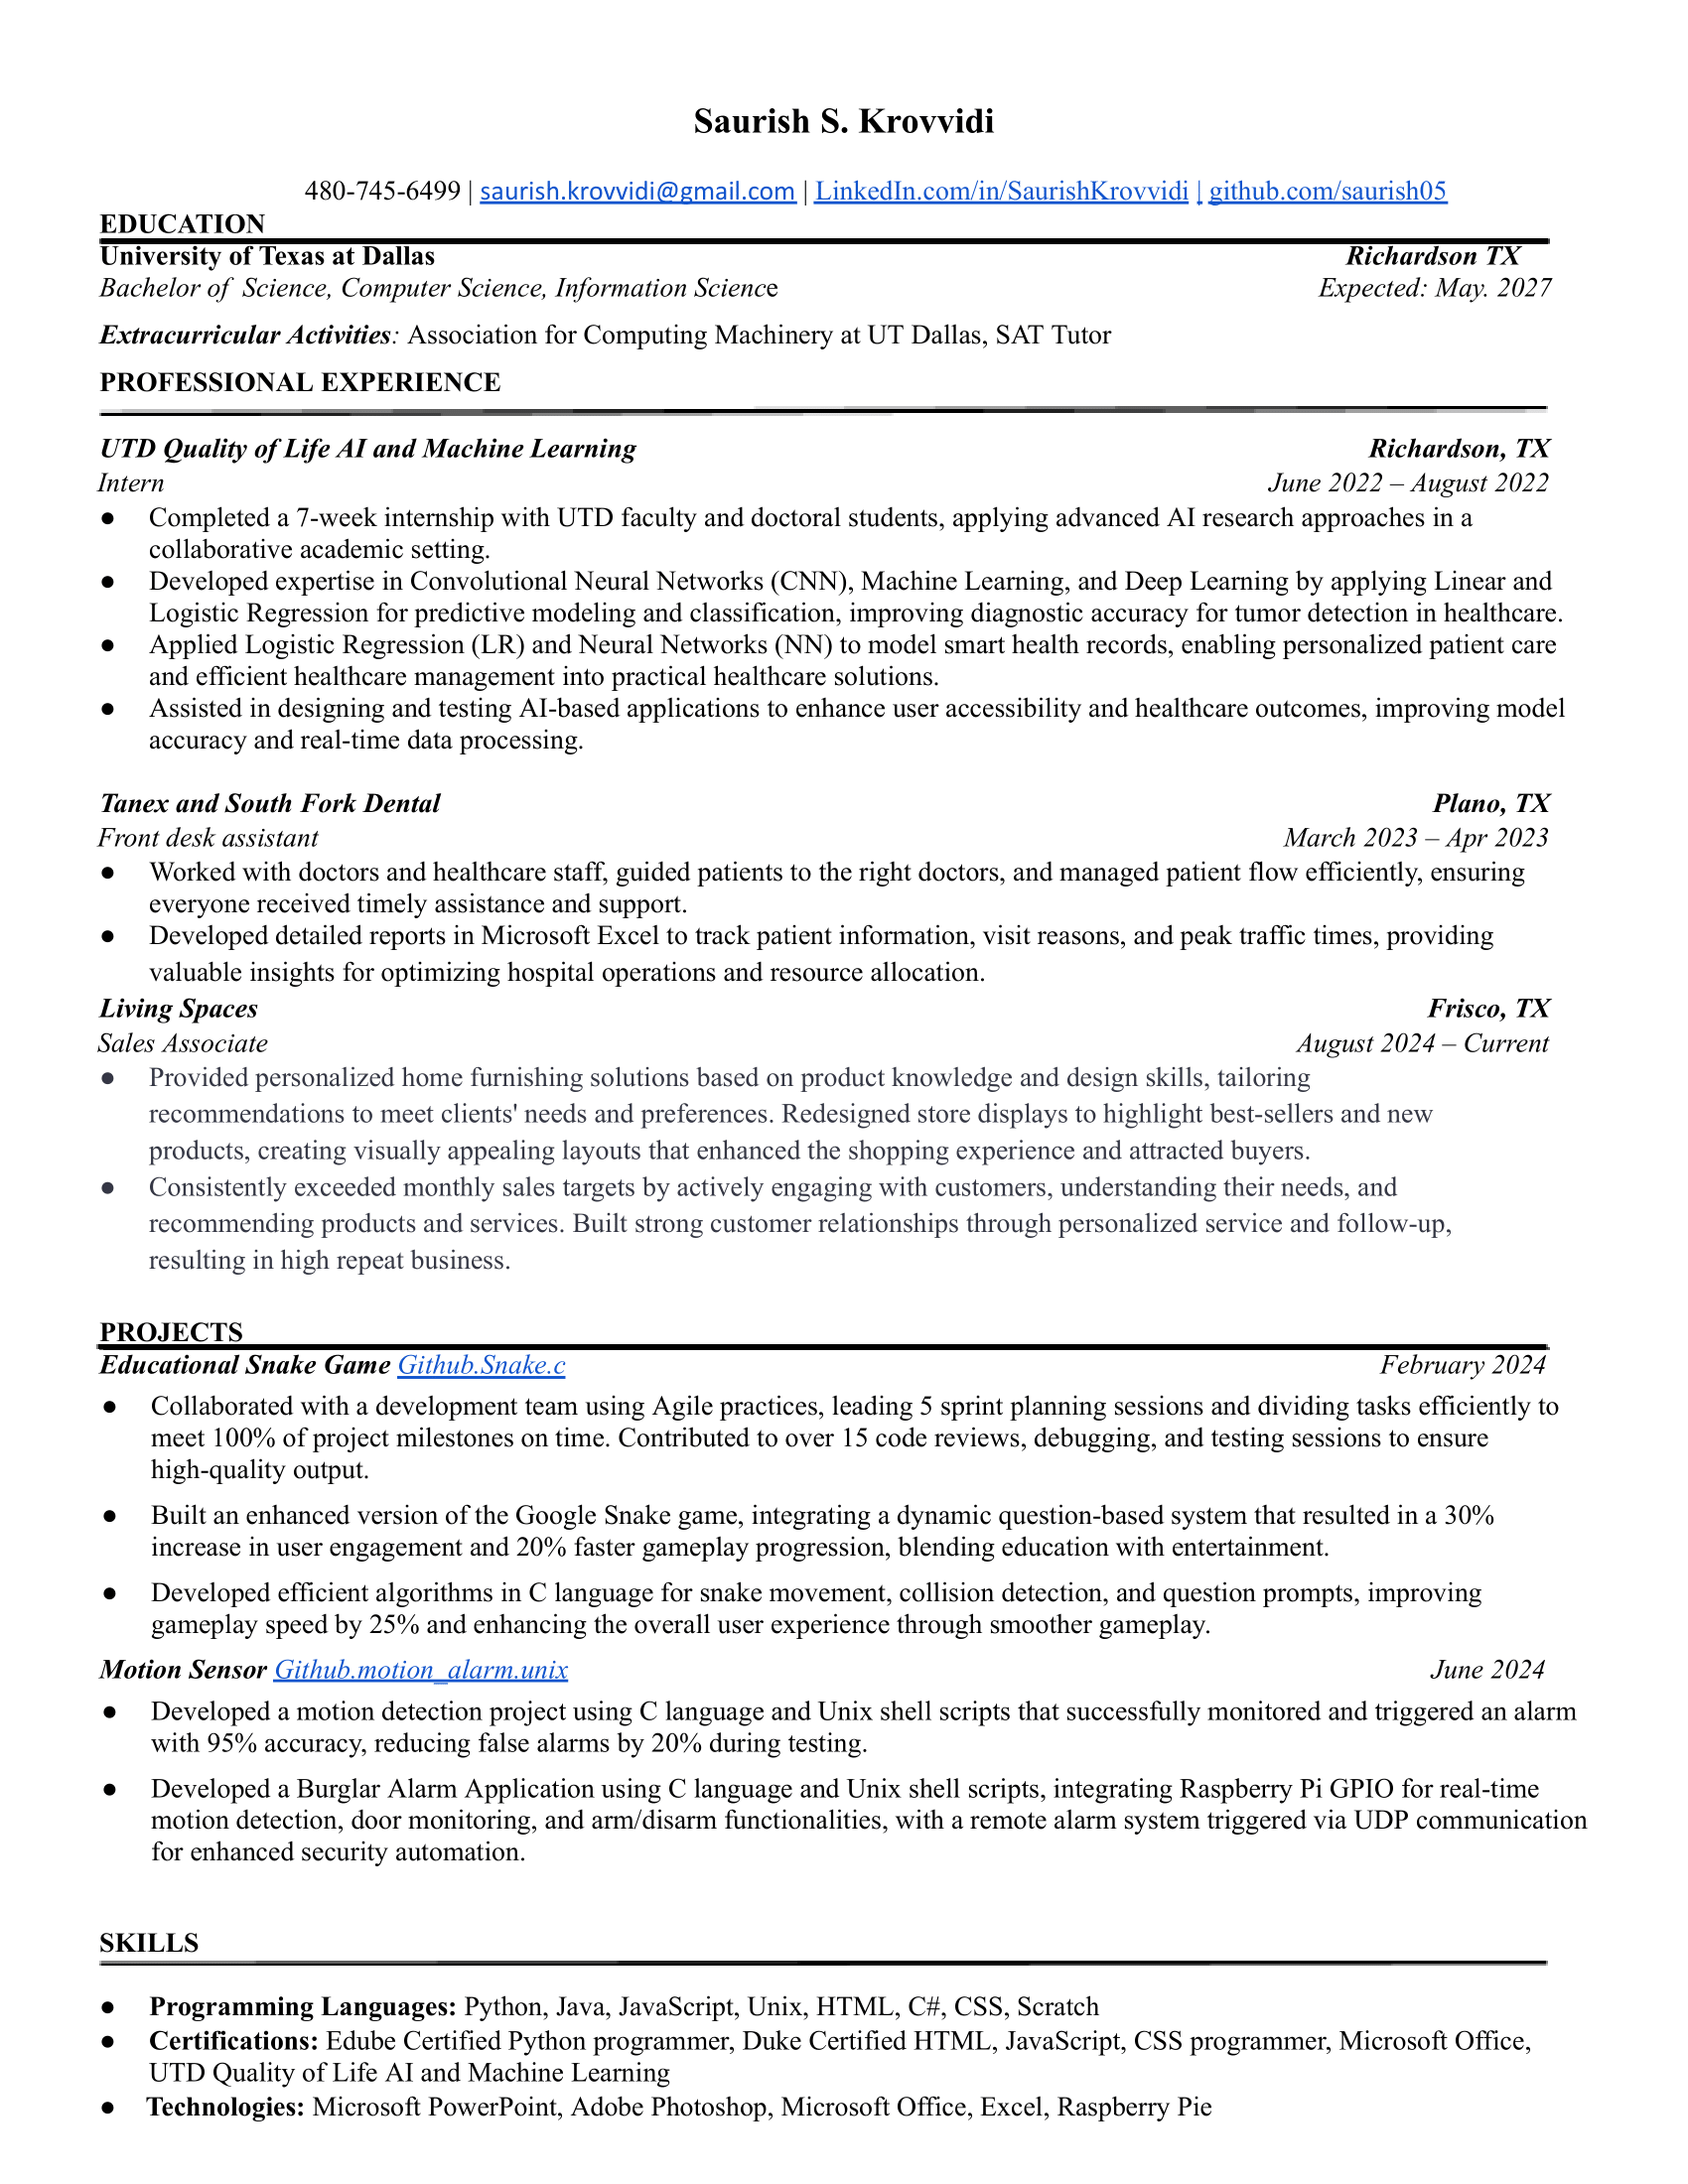 Saurish S. Krovvidi
480-745-6499 | saurish.krovvidi@gmail.com | LinkedIn.com/in/SaurishKrovvidi | github.com/saurish05
EDUCATION
University of Texas at Dallas Richardson TX
Bachelor of Science, Computer Science, Information Science Expected: May. 2027
Extracurricular Activities: Association for Computing Machinery at UT Dallas, SAT Tutor
PROFESSIONAL EXPERIENCE
UTD Quality of Life AI and Machine Learning Richardson, TX
Intern June 2022 – August 2022
● Completed a 7-week internship with UTD faculty and doctoral students, applying advanced AI research approaches in a
collaborative academic setting.
● Developed expertise in Convolutional Neural Networks (CNN), Machine Learning, and Deep Learning by applying Linear and
Logistic Regression for predictive modeling and classification, improving diagnostic accuracy for tumor detection in healthcare.
● Applied Logistic Regression (LR) and Neural Networks (NN) to model smart health records, enabling personalized patient care
and efficient healthcare management into practical healthcare solutions.
● Assisted in designing and testing AI-based applications to enhance user accessibility and healthcare outcomes, improving model
accuracy and real-time data processing.
Tanex and South Fork Dental Plano, TX
Front desk assistant March 2023 – Apr 2023
● Worked with doctors and healthcare staff, guided patients to the right doctors, and managed patient flow efficiently, ensuring
everyone received timely assistance and support.
● Developed detailed reports in Microsoft Excel to track patient information, visit reasons, and peak traffic times, providing
valuable insights for optimizing hospital operations and resource allocation.
Living Spaces Frisco, TX
Sales Associate August 2024 – Current
● Provided personalized home furnishing solutions based on product knowledge and design skills, tailoring
recommendations to meet clients' needs and preferences. Redesigned store displays to highlight best-sellers and new
products, creating visually appealing layouts that enhanced the shopping experience and attracted buyers.
● Consistently exceeded monthly sales targets by actively engaging with customers, understanding their needs, and
recommending products and services. Built strong customer relationships through personalized service and follow-up,
resulting in high repeat business.
PROJECTS
Educational Snake Game Github.Snake.c February 2024
● Collaborated with a development team using Agile practices, leading 5 sprint planning sessions and dividing tasks efficiently to
meet 100% of project milestones on time. Contributed to over 15 code reviews, debugging, and testing sessions to ensure
high-quality output.
● Built an enhanced version of the Google Snake game, integrating a dynamic question-based system that resulted in a 30%
increase in user engagement and 20% faster gameplay progression, blending education with entertainment.
● Developed efficient algorithms in C language for snake movement, collision detection, and question prompts, improving
gameplay speed by 25% and enhancing the overall user experience through smoother gameplay.
Motion Sensor Github.motion_alarm.unix June 2024
● Developed a motion detection project using C language and Unix shell scripts that successfully monitored and triggered an alarm
with 95% accuracy, reducing false alarms by 20% during testing.
● Developed a Burglar Alarm Application using C language and Unix shell scripts, integrating Raspberry Pi GPIO for real-time
motion detection, door monitoring, and arm/disarm functionalities, with a remote alarm system triggered via UDP communication
for enhanced security automation.
SKILLS
● Programming Languages: Python, Java, JavaScript, Unix, HTML, C#, CSS, Scratch
● Certifications: Edube Certified Python programmer, Duke Certified HTML, JavaScript, CSS programmer, Microsoft Office,
UTD Quality of Life AI and Machine Learning
● Technologies: Microsoft PowerPoint, Adobe Photoshop, Microsoft Office, Excel, Raspberry Pie